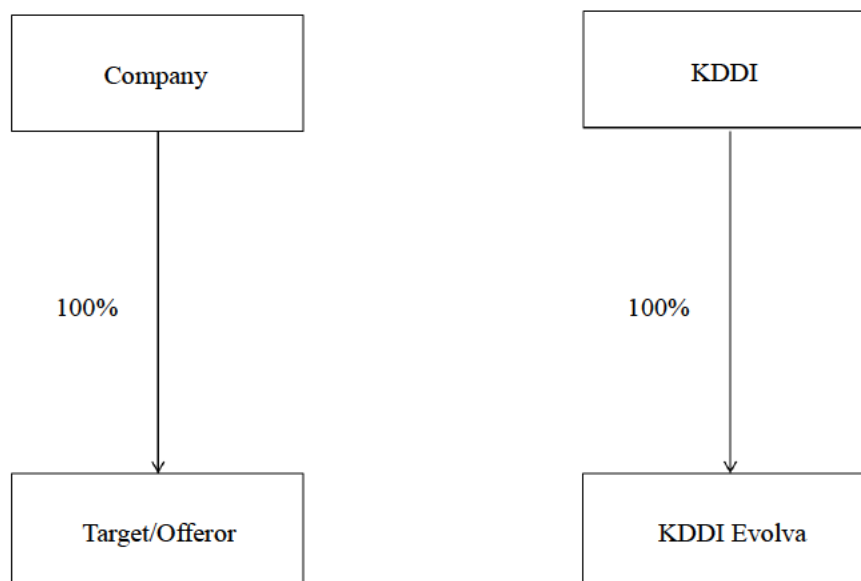 Company
KDDI
100%
100%
Target/Offeror
KDDI Evolva